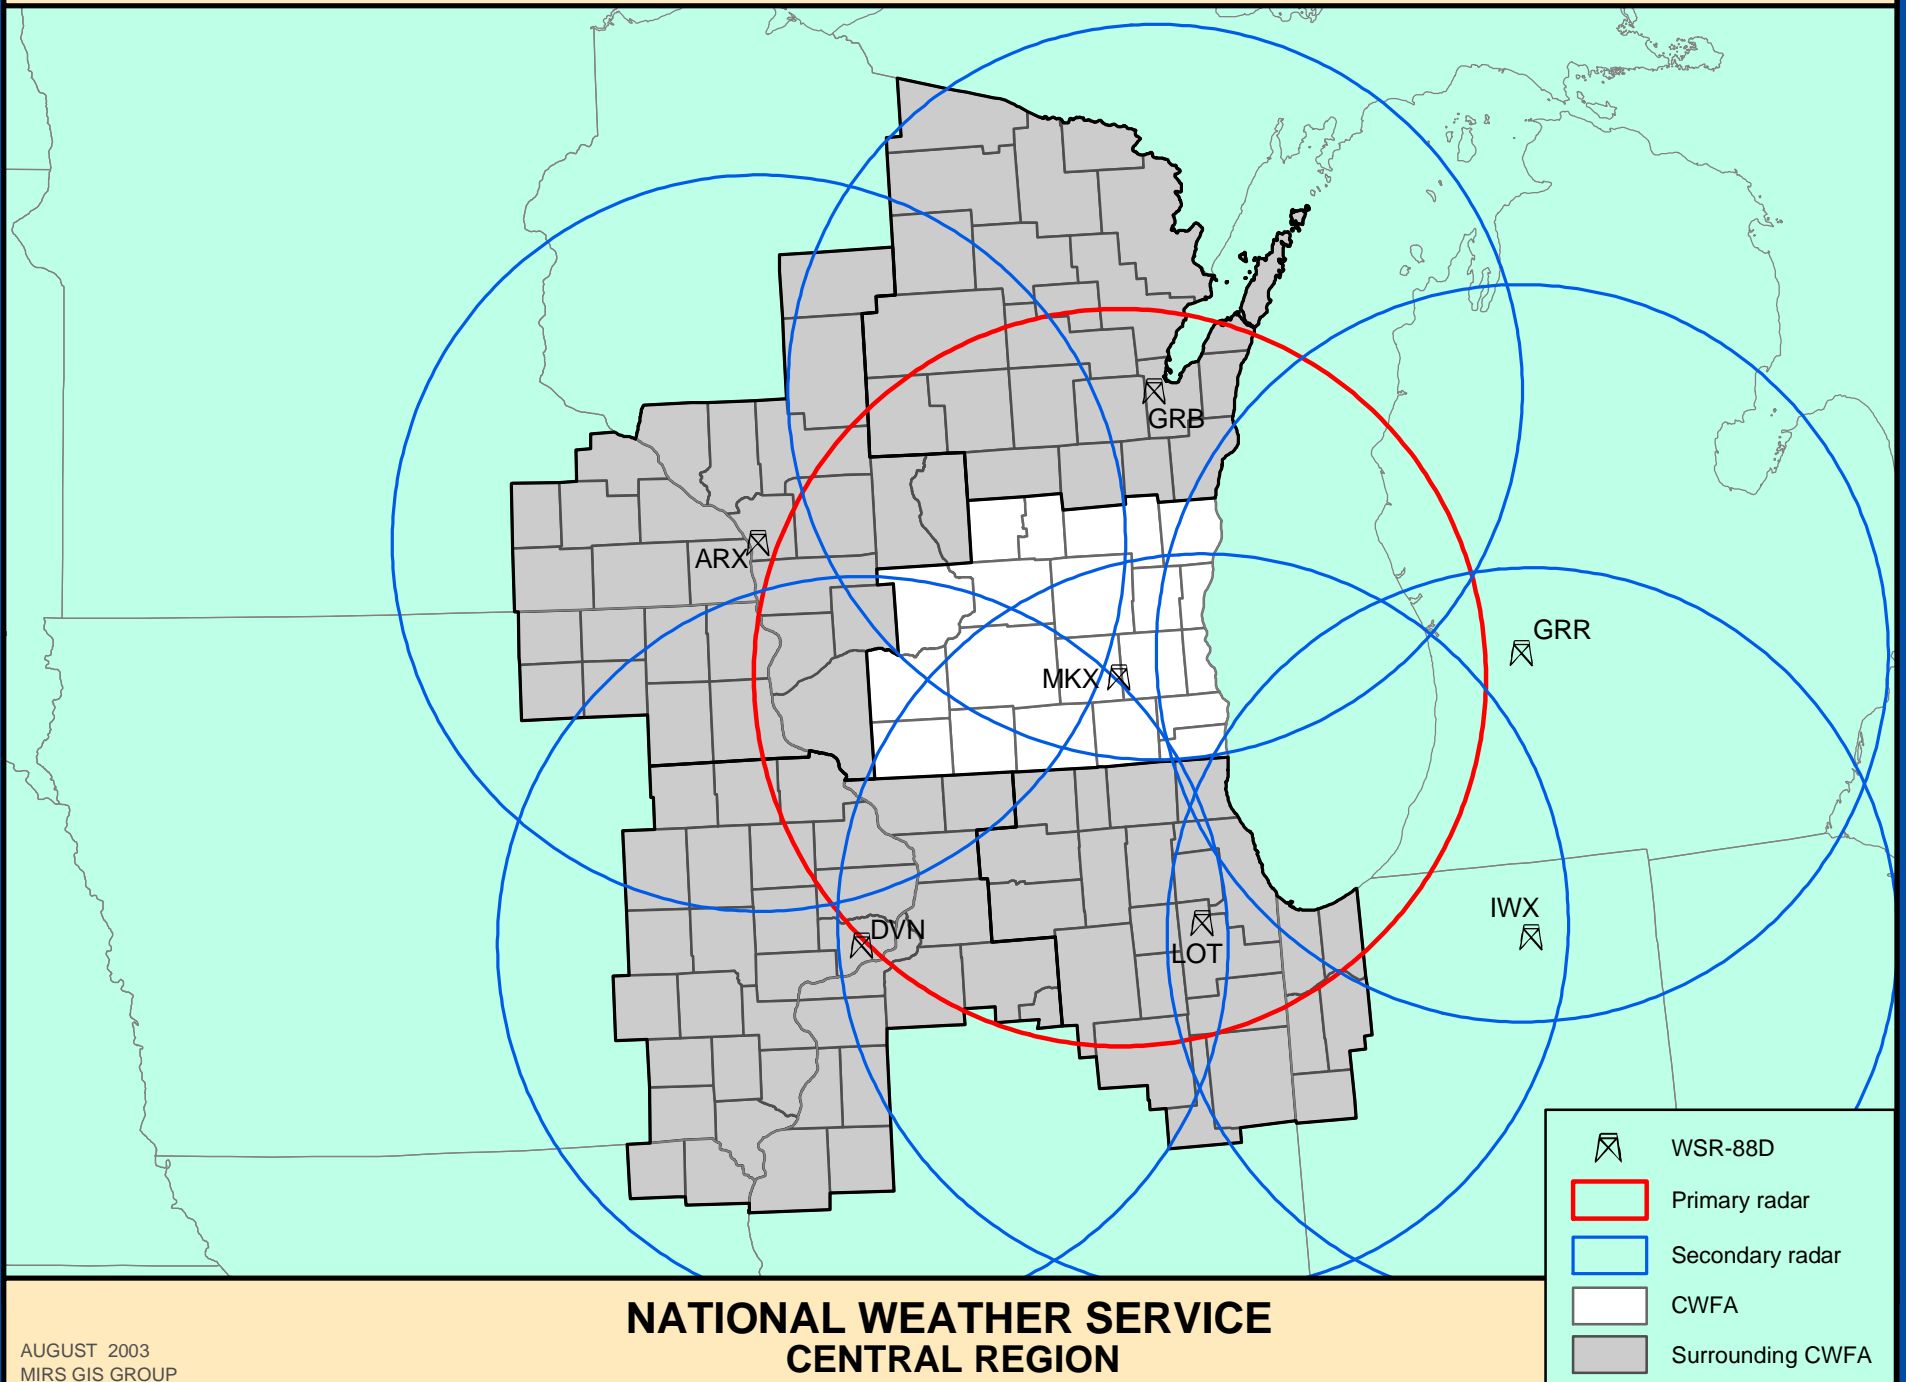 GRB
ARX
GRR
MKX
IWX
DVN
LOT
WSR-88D
Primary radar
Secondary radar
CWFA
Surrounding CWFA
NATIONAL WEATHER SERVICE
CENTRAL REGION
AUGUST 2003
MIRS GIS GROUP